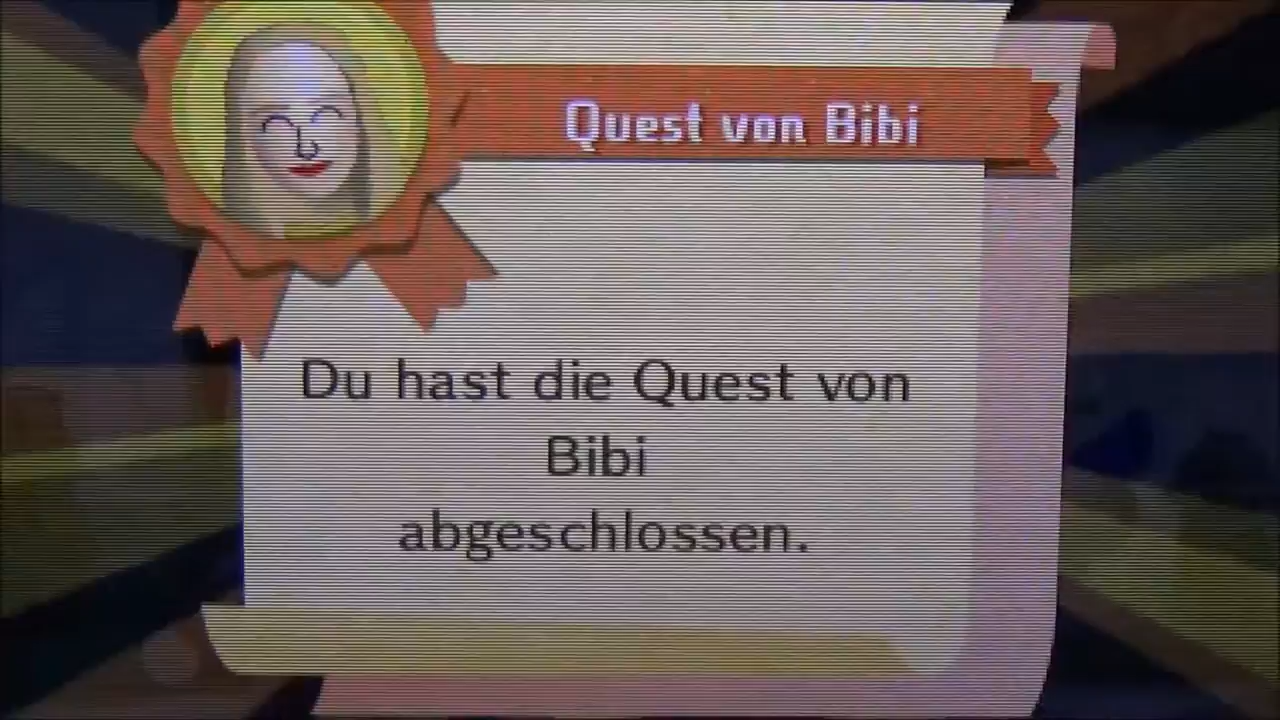 Quest von Bibi
Du hast die Quest von
Bibi
abgeschlossen.